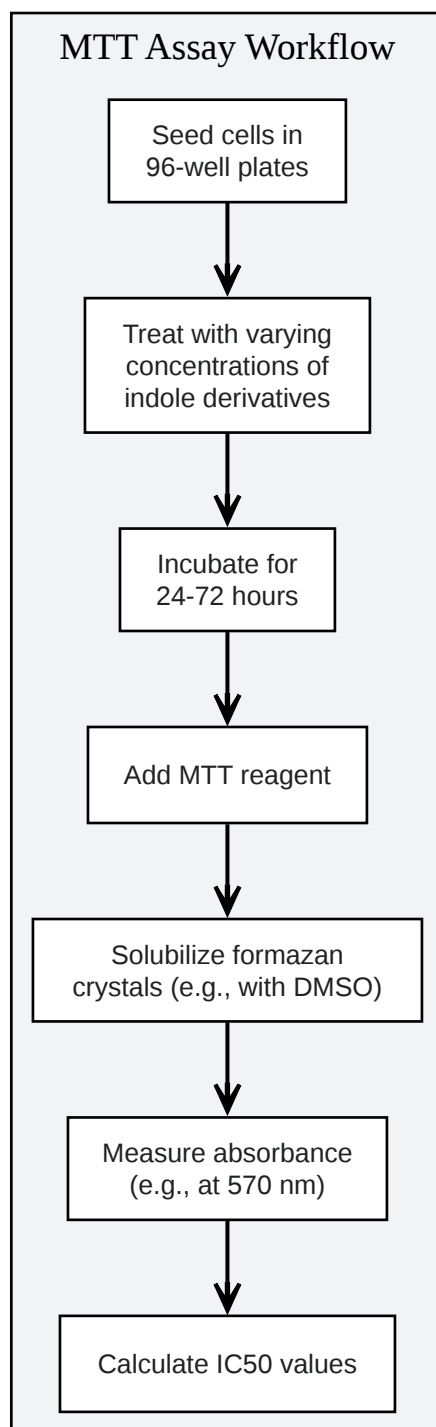 MTT Assay Workflow
Seed cells in
96-well plates
Treat with varying
concentrations of
indole derivatives
Incubate for
24-72 hours
Add MTT reagent
Solubilize formazan
crystals (e.g., with DMSO)
Measure absorbance
(e.g., at 570 nm)
Calculate IC50 values